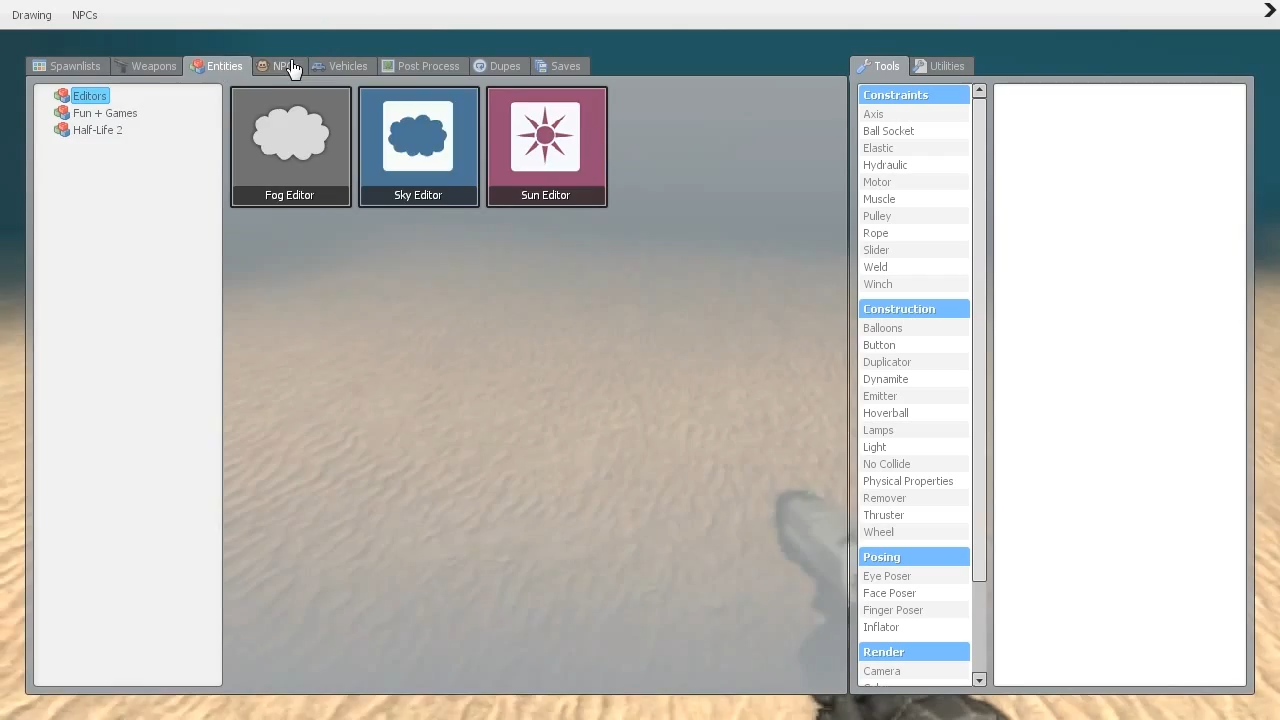 Drawing NPCs
Spawnlists Weapons Entities Vehicles Post Process Dupes Saves
Tools Utilities
Editors
Fun + Games
Half-Life 2
Fog Editor Sky Editor Sun Editor
Constraints
Axis
Ball Socket
Elastic
Hydraulic
Motor
Muscle
Pulley
Rope
Slider
Weld
Winch
Construction
Balloons
Button
Duplicator
Dynamite
Emitter
Hoverball
Lamps
Light
No Collide
Physical Properties
Remover
Thruster
Wheel
Posing
Eye Poser
Face Poser
Finger Poser
Inflator
Render
Camera